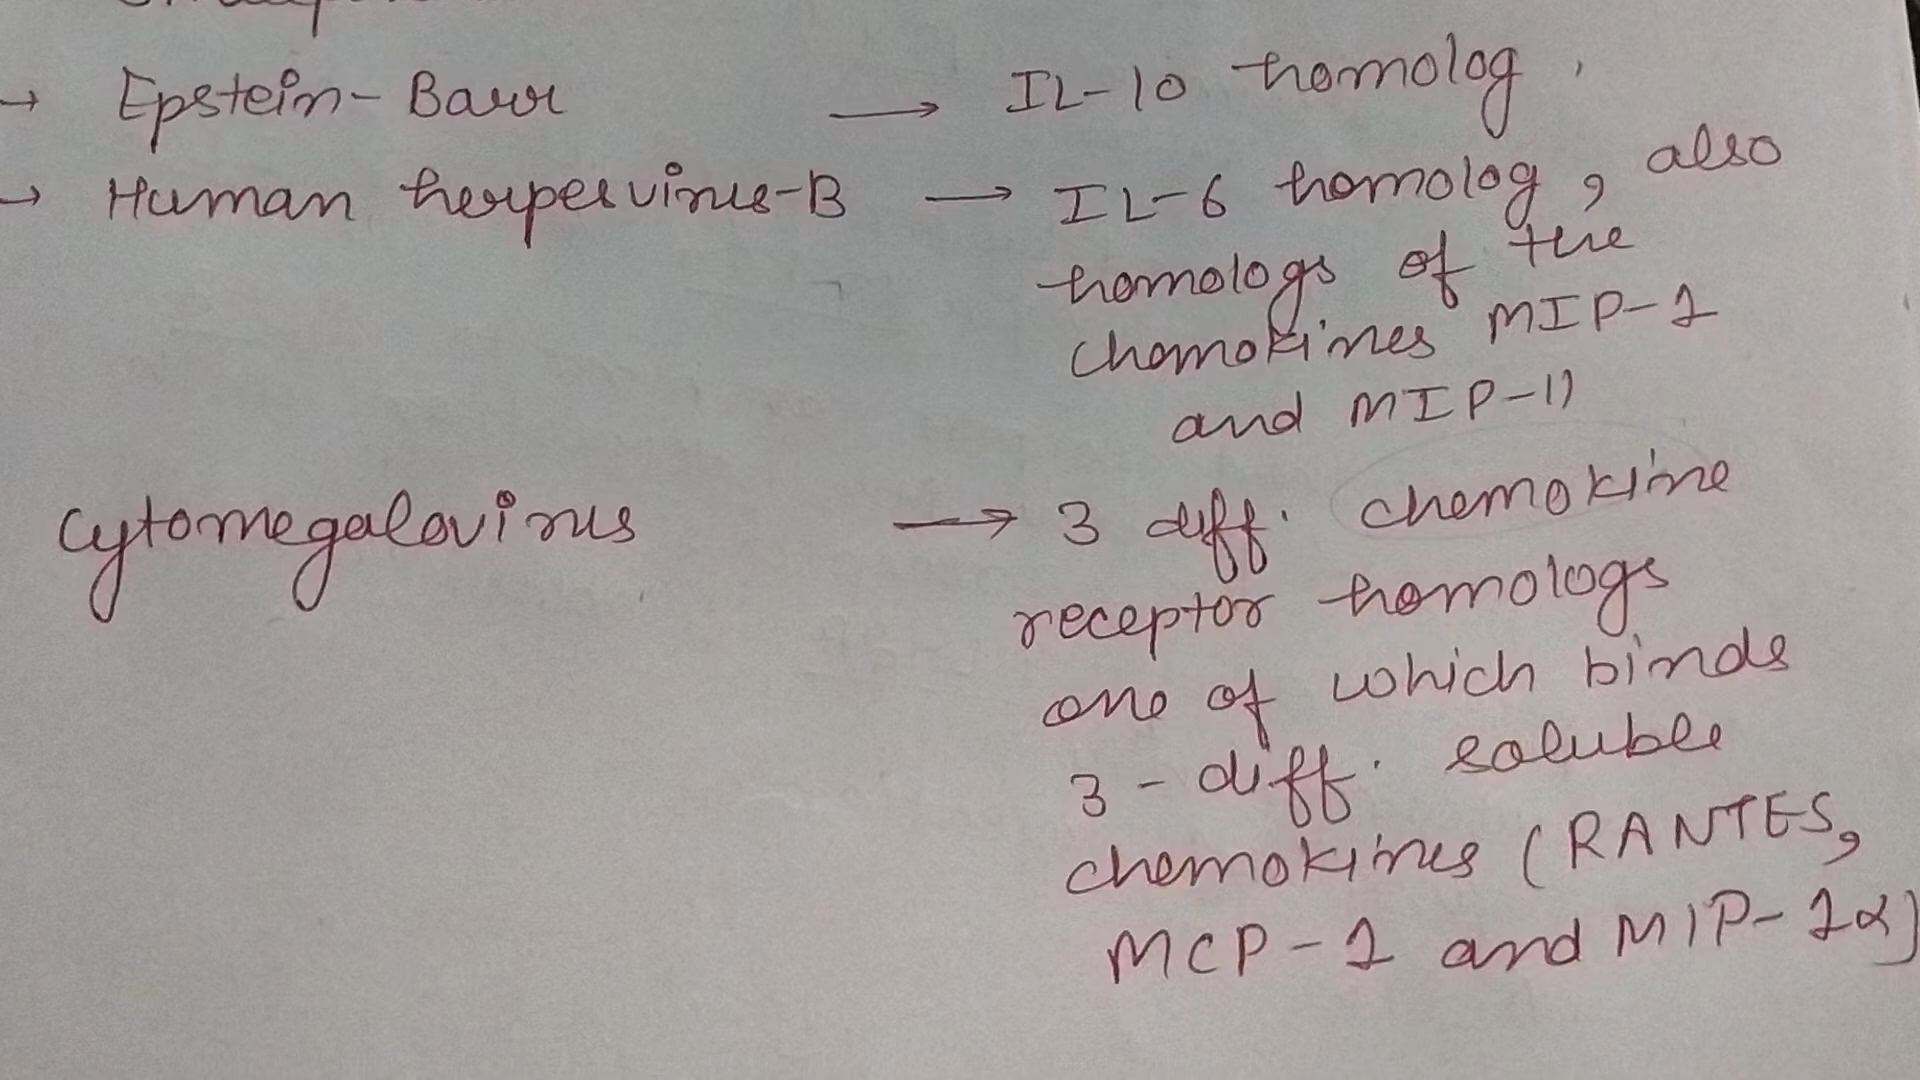 → Epstein-Barr → IL-10 homolog.
→ Human herpesvirus-B → IL-6 homolog, also
homologs of the
chemokines MIP-1
and MIP-11
Cytomegalovirus → 3 diff. chemokine
receptor homologs
one of which binds
3-diff. soluble
chemokines (RANTES,
MCP-1 and MIP-1α)